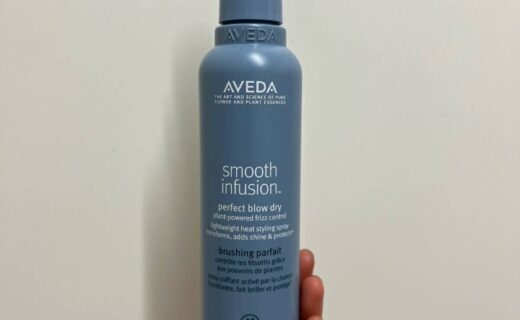 AVEDA
AVEDA
THE ART AND SCIENCE OF PURE
FLOWER AND PLANT ESSENCES
smooth
infusion™
perfect blow dry
plant-powered frizz control
lightweight heat styling spray
transforms, adds shine & protects*
brushing parfait
contrôle les frisottis grâce
aux pouvoirs de plantes
spray coiffant activé par la chaleur
transforme, fait briller et protège*